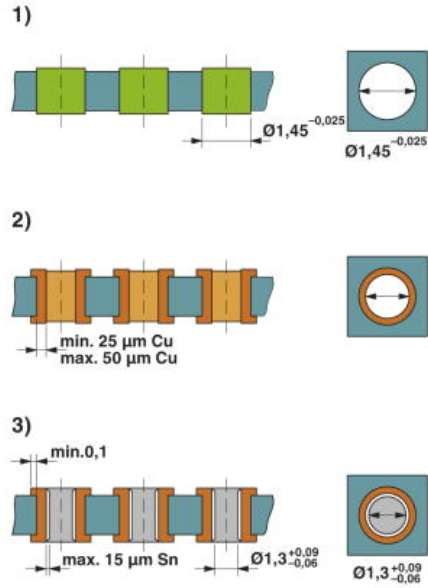 1)
Ø1,45-0,025
Ø1,45-0,025
2)
min. 25 µm Cu
max. 50 µm Cu
3)
min.0,1
max. 15 µm Sn
Ø1,3+0,09-0,06
Ø1,3+0,09-0,06